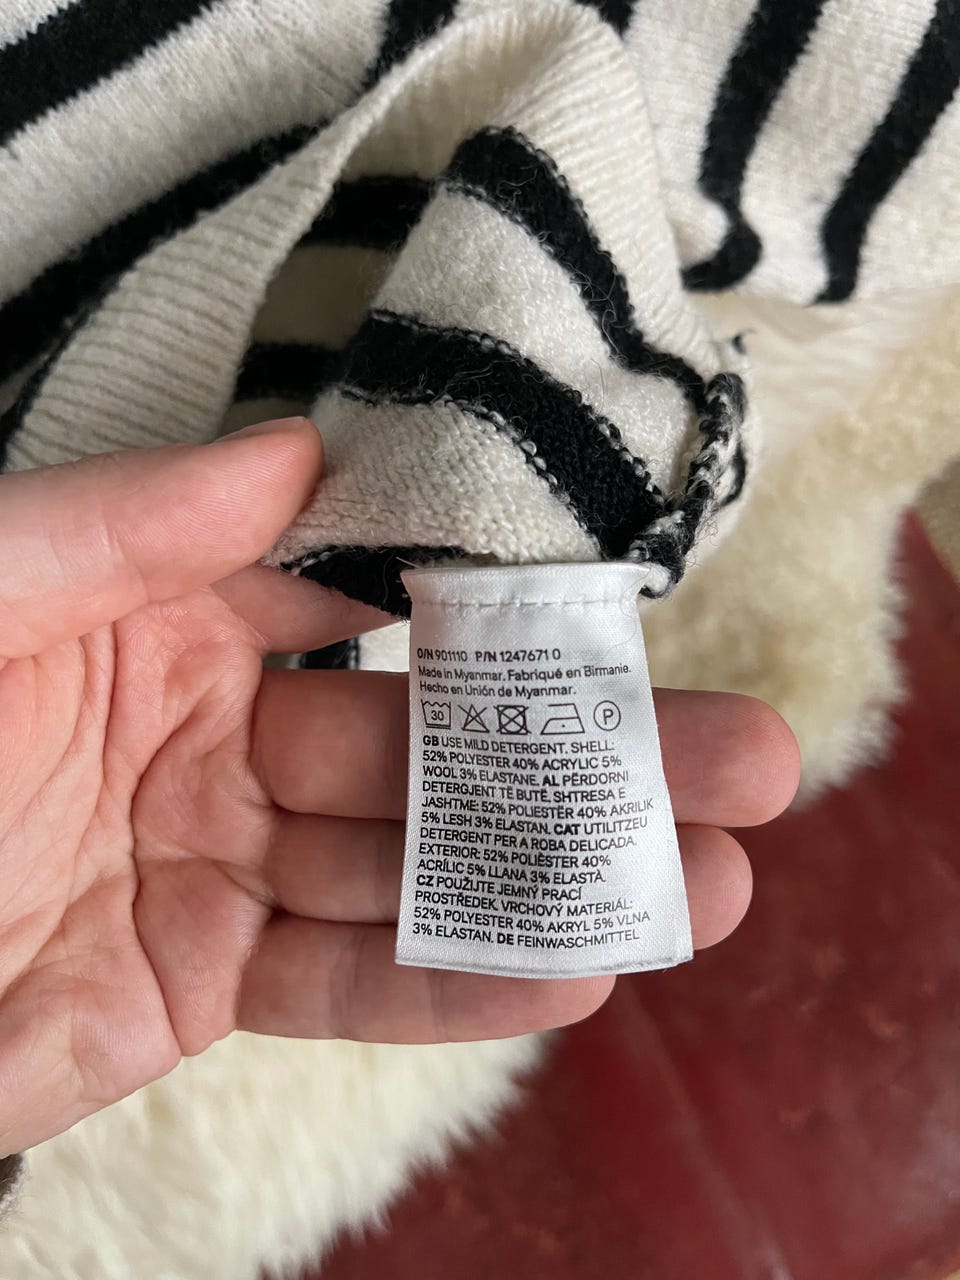 O/N 901110 P/N 1247671 0
Made in Myanmar. Fabriqué en Birmanie.
Hecho en Unión de Myanmar.
30 P
GB USE MILD DETERGENT. SHELL:
52% POLYESTER 40% ACRYLIC 5%
WOOL 3% ELASTANE. AL PËRDORNI
DETERGJENT TË BUTË. SHTRESA E
JASHTME: 52% POLIESTËR 40% AKRILIK
5% LESH 3% ELASTAN. CAT UTILITZEU
DETERGENT PER A ROBA DELICADA.
EXTERIOR: 52% POLIÈSTER 40%
ACRÍLIC 5% LLANA 3% ELASTÀ.
CZ POUŽIJTE JEMNÝ PRACÍ
PROSTŘEDEK. VRCHOVÝ MATERIÁL:
52% POLYESTER 40% AKRYL 5% VLNA
3% ELASTAN. DE FEINWASCHMITTEL